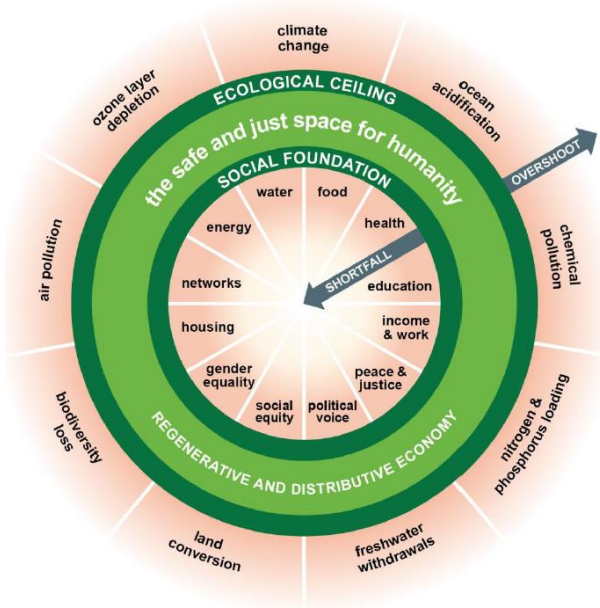 climate
change
ocean
acidification
chemical
pollution
nitrogen &
phosphorus loading
freshwater
withdrawals
land
conversion
biodiversity
loss
air pollution
ozone layer
depletion
ECOLOGICAL CEILING
the safe and just space for humanity
SOCIAL FOUNDATION
OVERSHOOT
SHORTFALL
water
food
health
education
income
& work
peace &
justice
political
voice
social
equity
gender
equality
housing
networks
energy
REGENERATIVE AND DISTRIBUTIVE ECONOMY